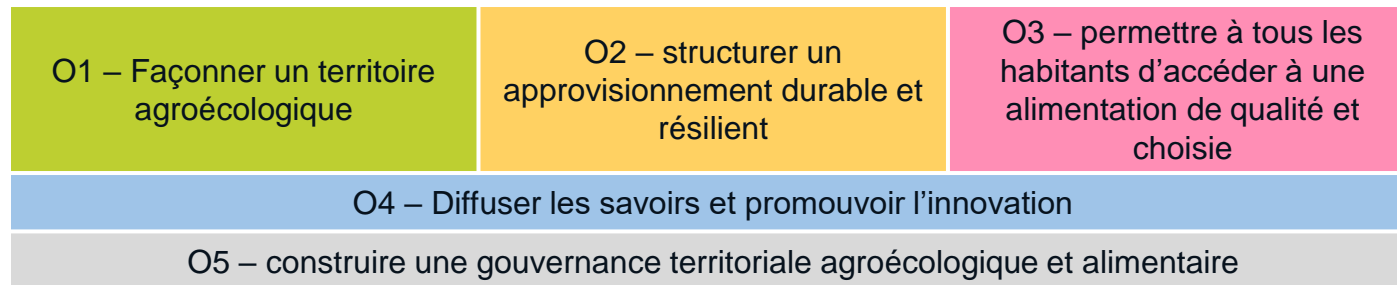 O1 – Façonner un territoire
agroécologique
O2 – structurer un
approvisionnement durable et
résilient
O3 – permettre à tous les
habitants d’accéder à une
alimentation de qualité et
choisie
O4 – Diffuser les savoirs et promouvoir l’innovation
O5 – construire une gouvernance territoriale agroécologique et alimentaire